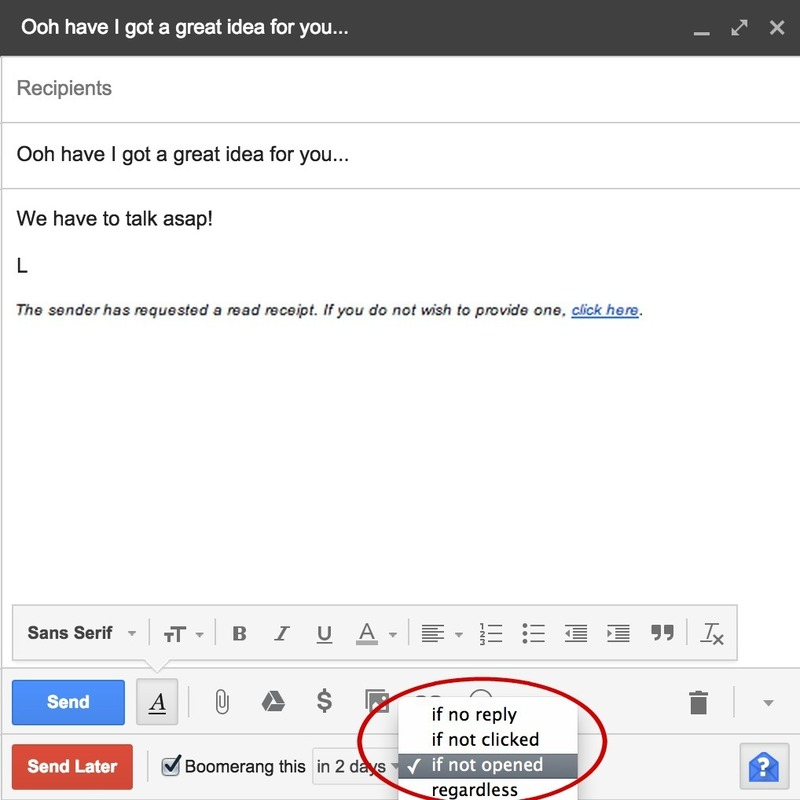 Ooh have I got a great idea for you...
Recipients
Ooh have I got a great idea for you...
We have to talk asap!
L
The sender has requested a read receipt. If you do not wish to provide one, click here.
Sans Serif
Send
if no reply
if not clicked
Send Later Boomerang this in 2 days ✓ if not opened
regardless